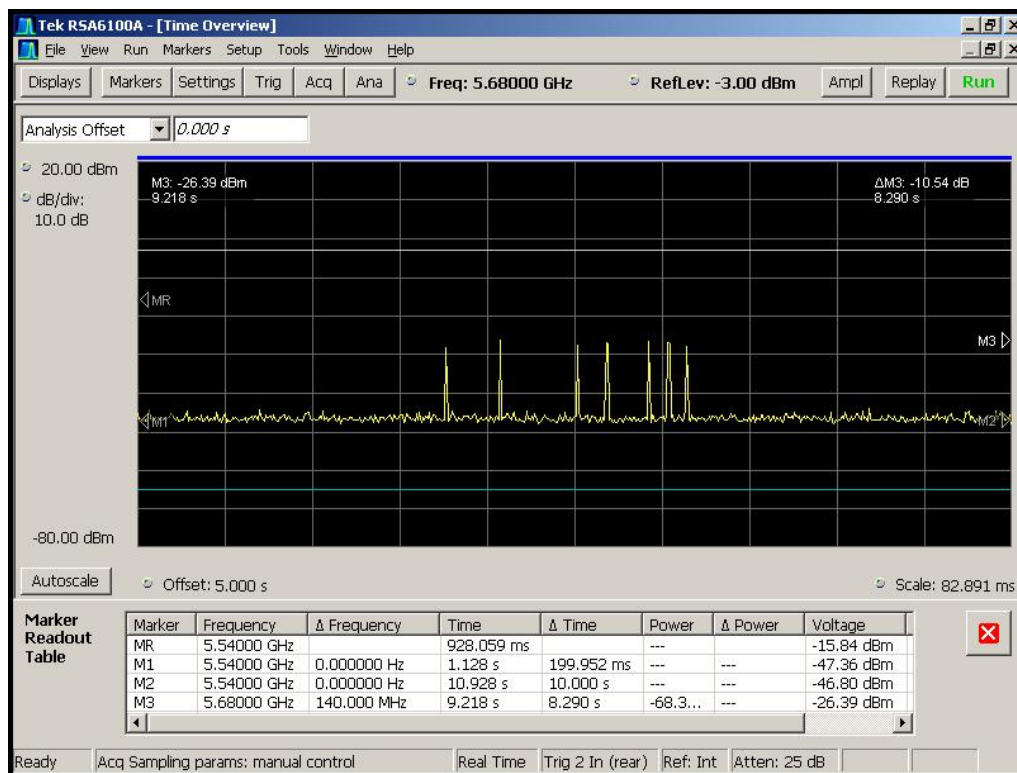 Tek RSA6100A - [Time Overview]
File View Run Markers Setup Tools Window Help
Displays Markers Settings Trig Acq Ana Freq: 5.68000 GHz RefLev: -3.00 dBm Ampl Replay Run
Analysis Offset 0.000 s
20.00 dBm
dB/div:
10.0 dB
M3: -26.39 dBm
9.218 s
ΔM3: -10.54 dB
8.290 s
MR
M3
M1
M2
-80.00 dBm
Autoscale Offset: 5.000 s Scale: 82.891 ms
Marker Readout Table
Marker Frequency Δ Frequency Time Δ Time Power Δ Power Voltage
MR 5.54000 GHz 928.059 ms --- -15.84 dBm
M1 5.54000 GHz 0.000000 Hz 1.128 s 199.952 ms --- --- -47.36 dBm
M2 5.54000 GHz 0.000000 Hz 10.928 s 10.000 s --- --- -46.80 dBm
M3 5.68000 GHz 140.000 MHz 9.218 s 8.290 s -68.3... --- -26.39 dBm
Ready Acq Sampling params: manual control Real Time Trig 2 In (rear) Ref: Int Atten: 25 dB